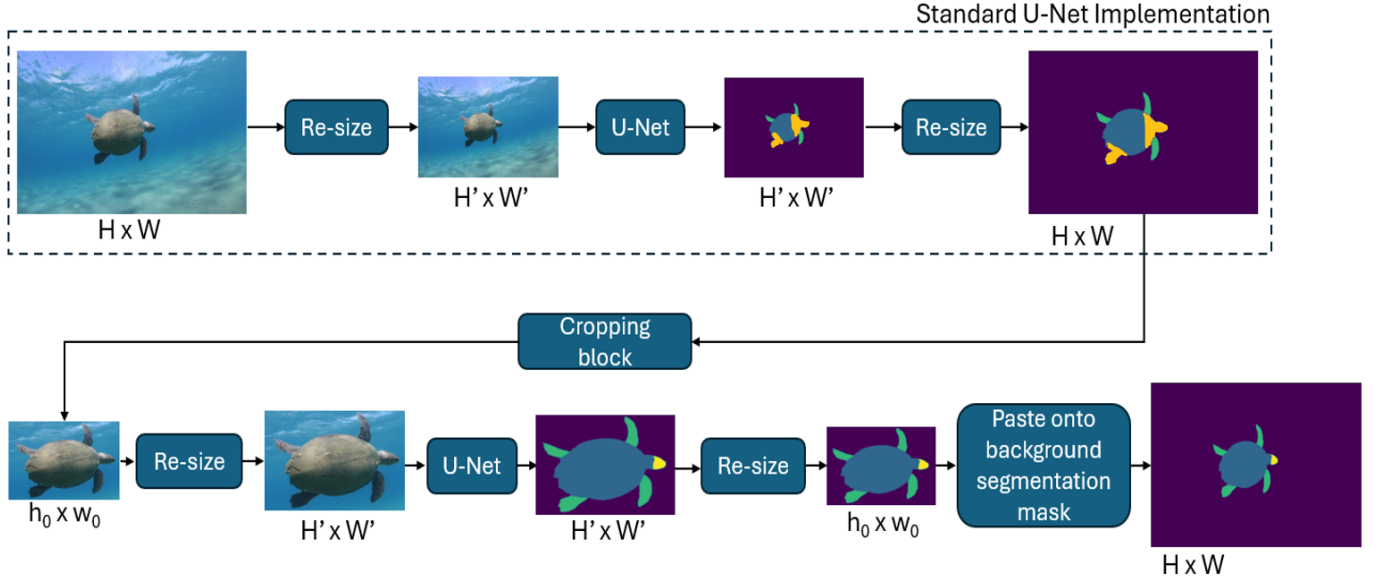 Standard U-Net Implementation
Re-size
U-Net
Re-size
H x W
H’ x W’
H’ x W’
H x W
Cropping
block
Re-size
U-Net
Re-size
Paste onto
background
segmentation
mask
h₀ x w₀
H’ x W’
H’ x W’
h₀ x w₀
H x W